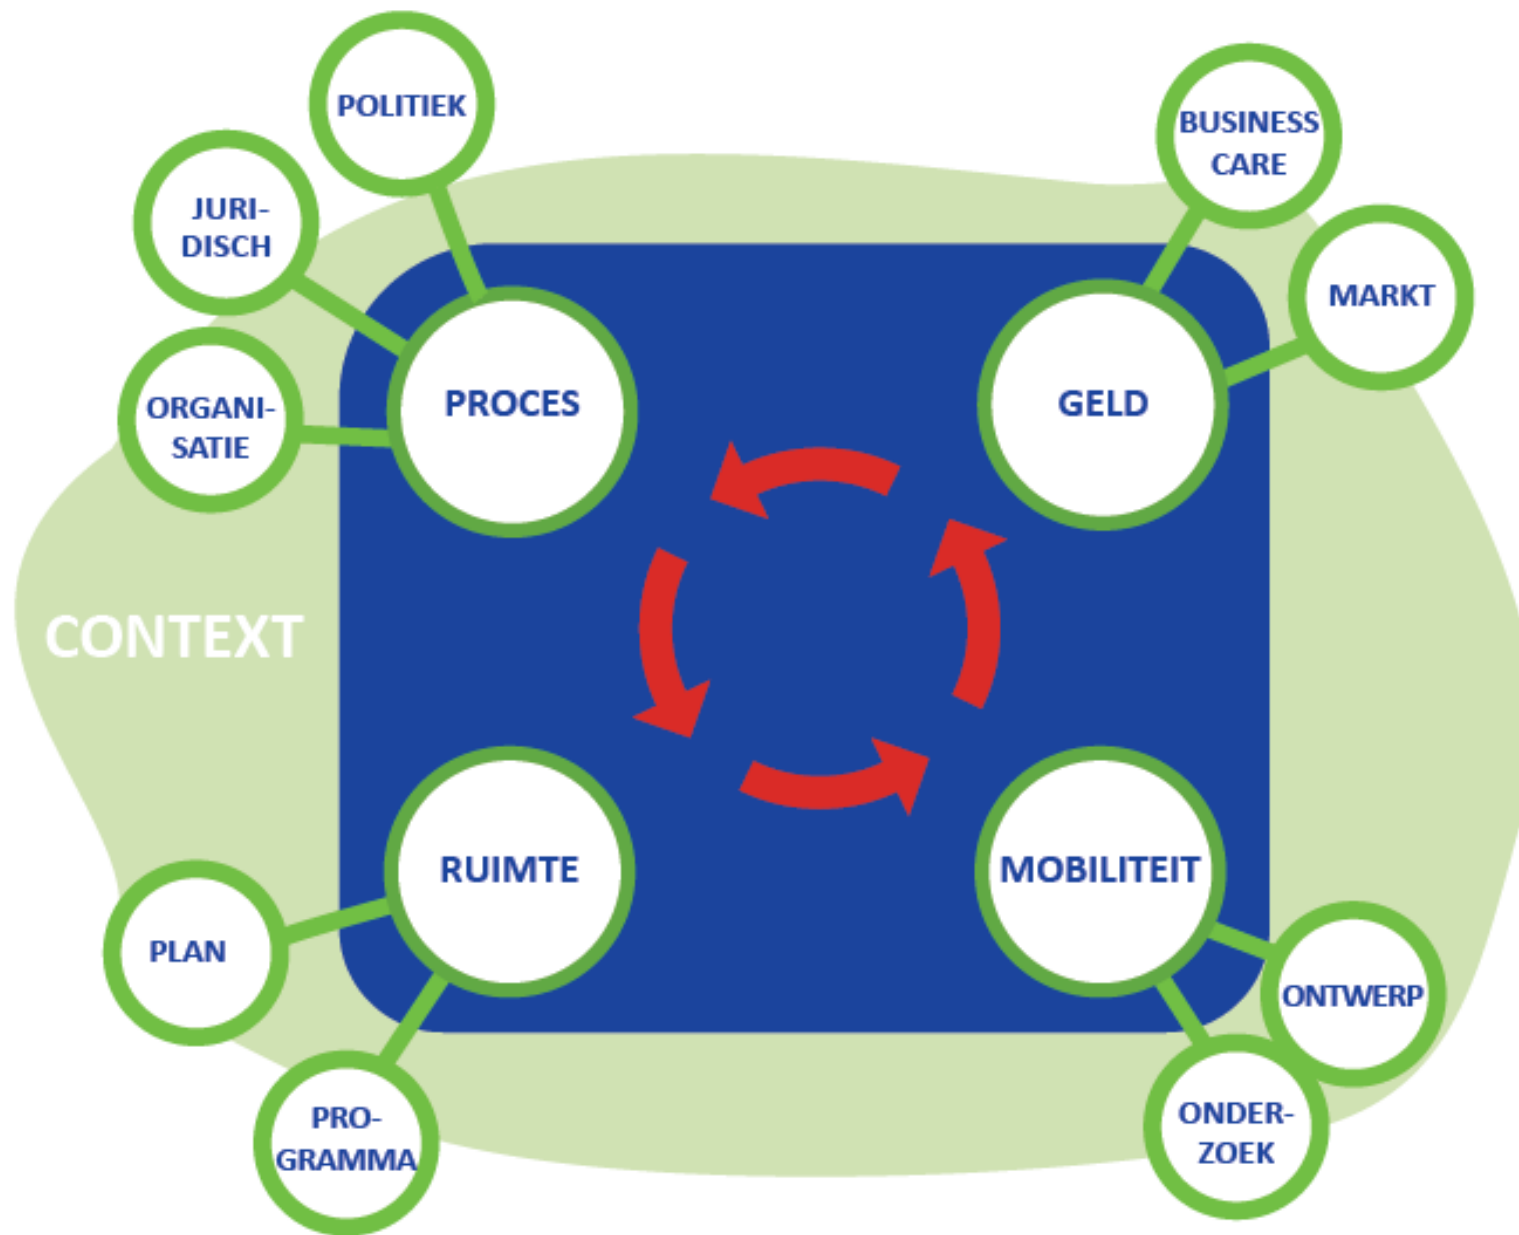 POLITIEK
JURI-
DISCH
ORGANI-
SATIE
PROCES
BUSINESS
CARE
MARKT
GELD
CONTEXT
RUIMTE
PLAN
PRO-
GRAMMA
MOBILITEIT
ONTWERP
ONDER-
ZOEK